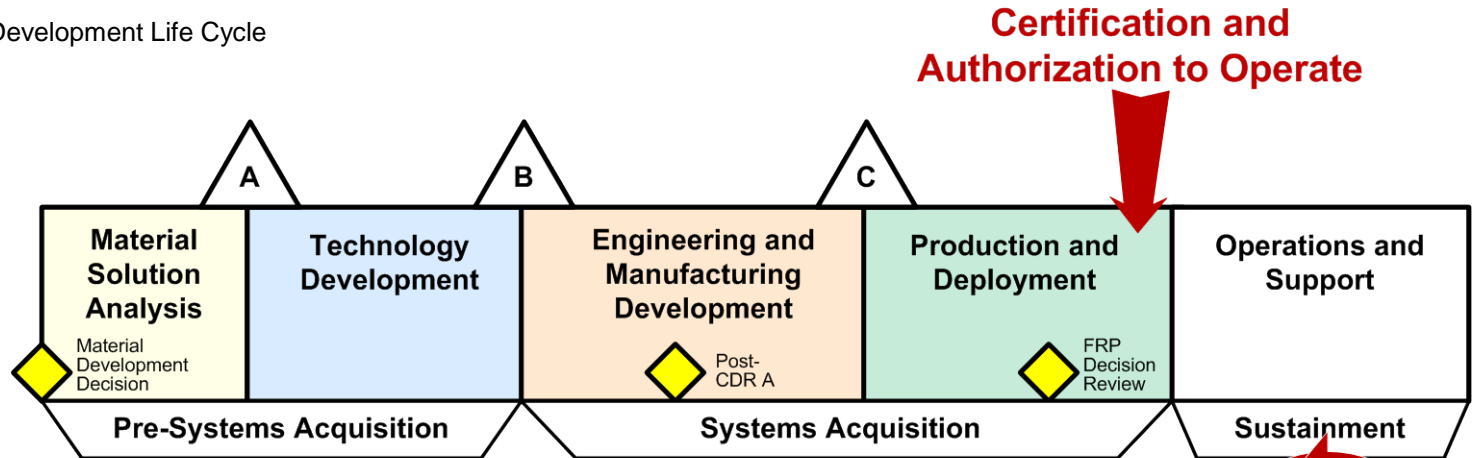 Development Life Cycle
Certification and
Authorization to Operate
A
B
C
Material
Solution
Analysis
Technology
Development
Engineering and
Manufacturing
Development
Production and
Deployment
Operations and
Support
Material
Development
Decision
Post-
CDR A
FRP
Decision
Review
Pre-Systems Acquisition
Systems Acquisition
Sustainment